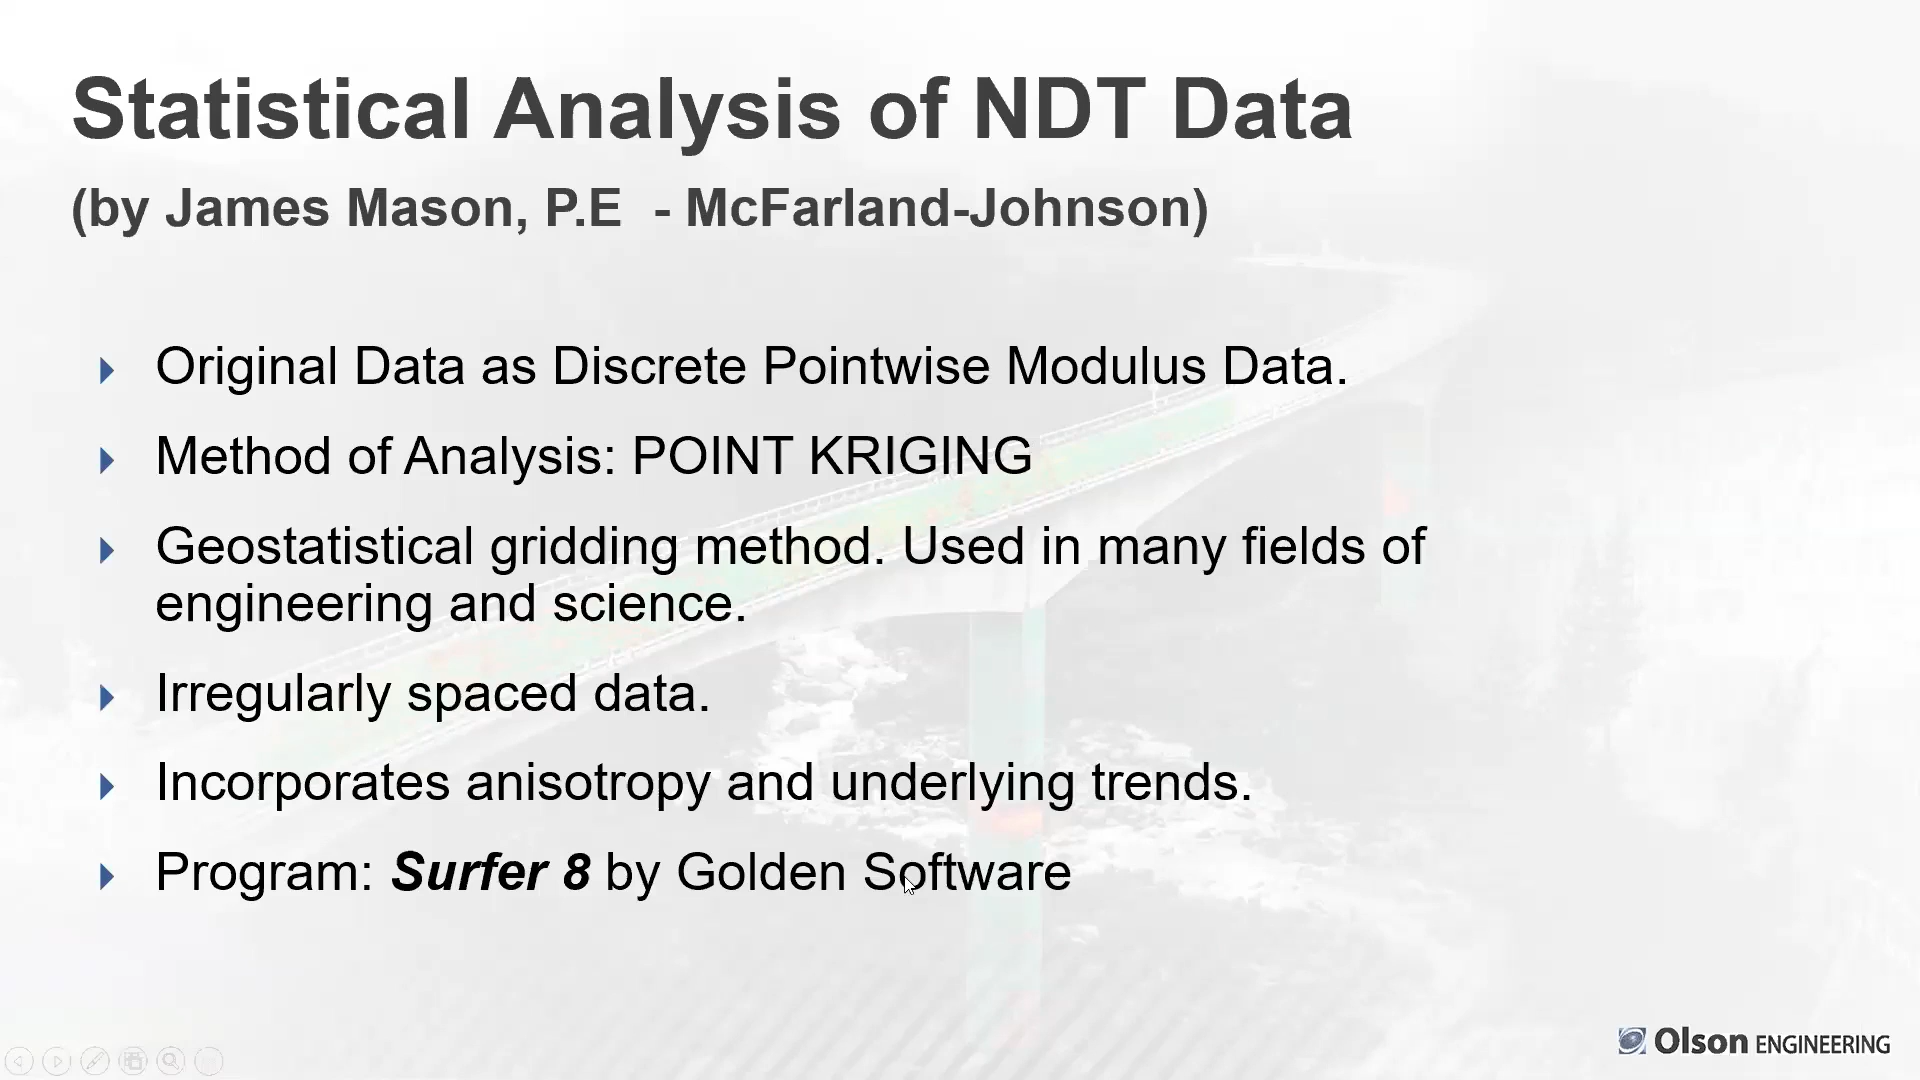 Statistical Analysis of NDT Data
(by James Mason, P.E - McFarland-Johnson)
Original Data as Discrete Pointwise Modulus Data.
Method of Analysis: POINT KRIGING
Geostatistical gridding method. Used in many fields of
engineering and science.
Irregularly spaced data.
Incorporates anisotropy and underlying trends.
Program: Surfer 8 by Golden Software
Olson ENGINEERING